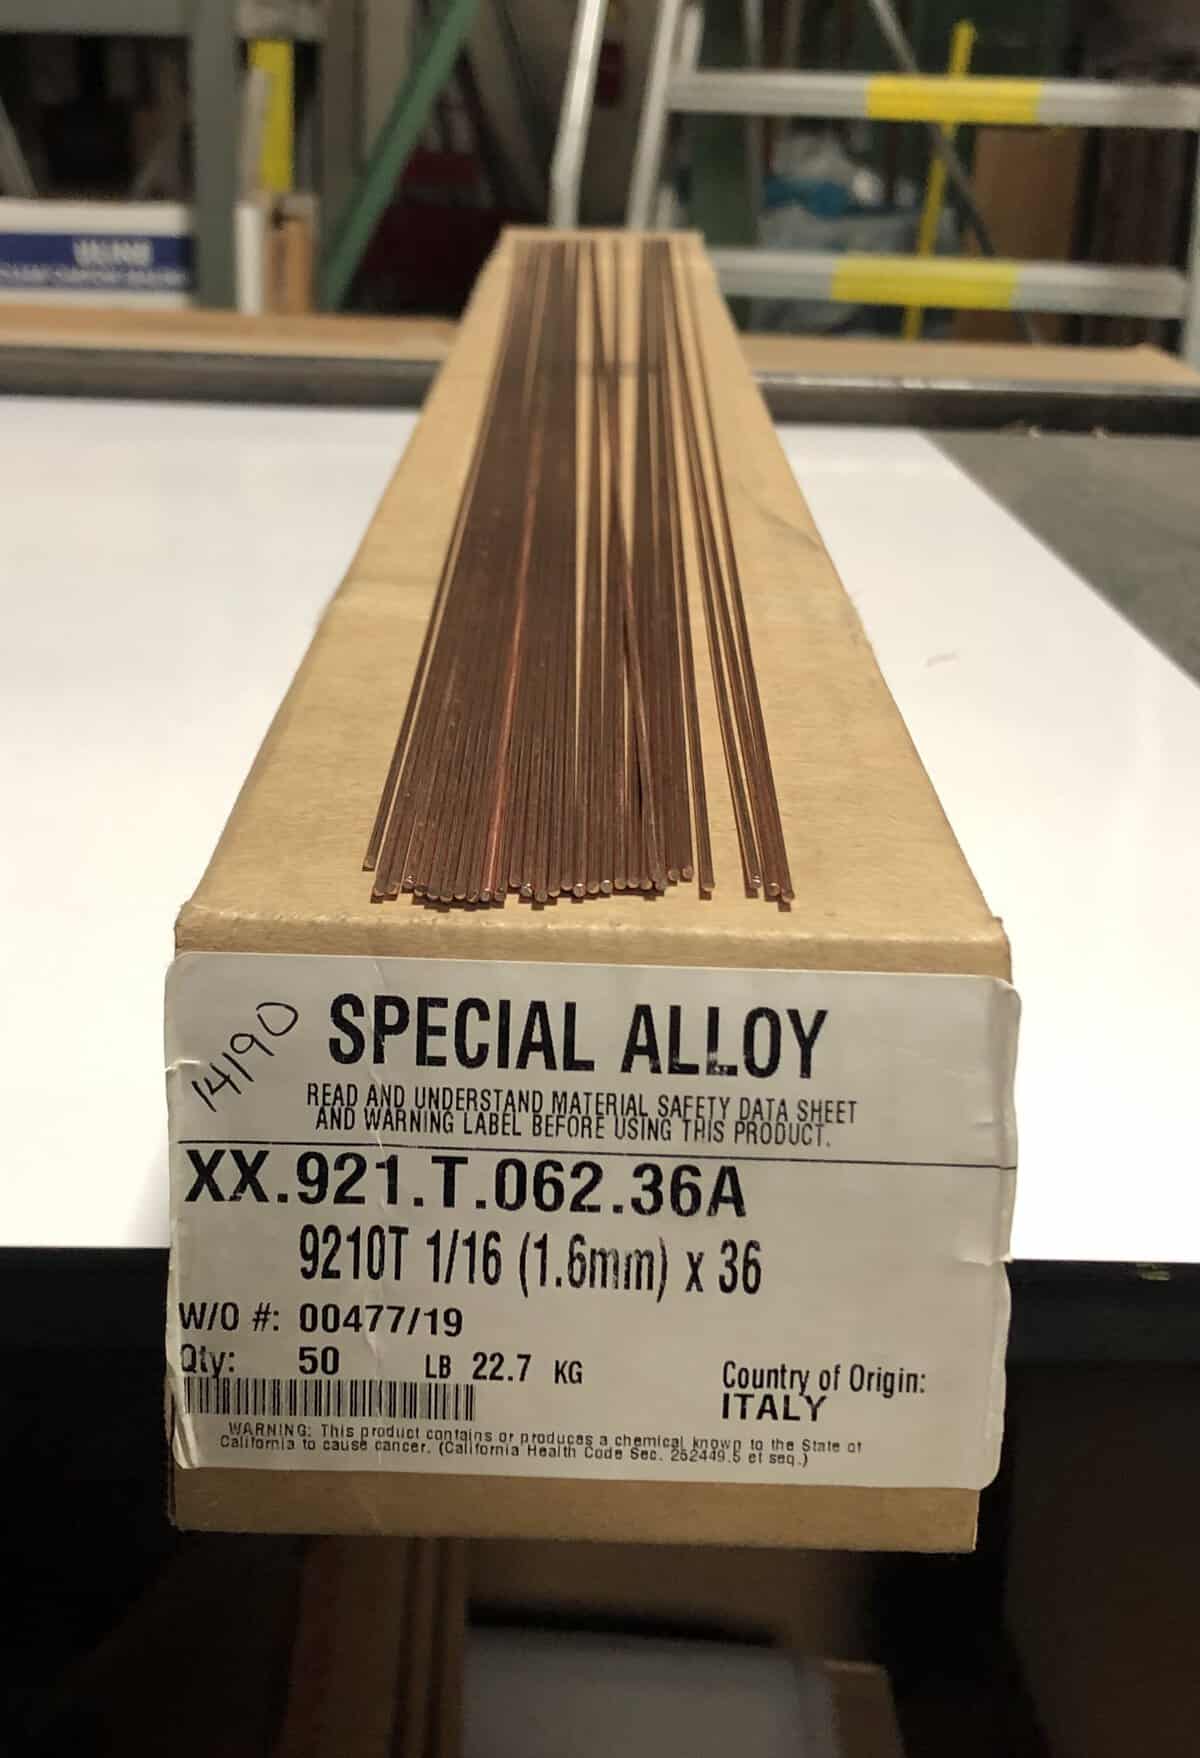 ULINE
14190
SPECIAL ALLOY
READ AND UNDERSTAND MATERIAL SAFETY DATA SHEET
AND WARNING LABEL BEFORE USING THIS PRODUCT.
XX.921.T.062.36A
9210T 1/16 (1.6mm) x 36
W/O #: 00477/19
Qty: 50 LB 22.7 KG
Country of Origin:
ITALY
WARNING: This product contains or produces a chemical known to the State of
California to cause cancer. (California Health Code Sec. 252449.5 et seq.)